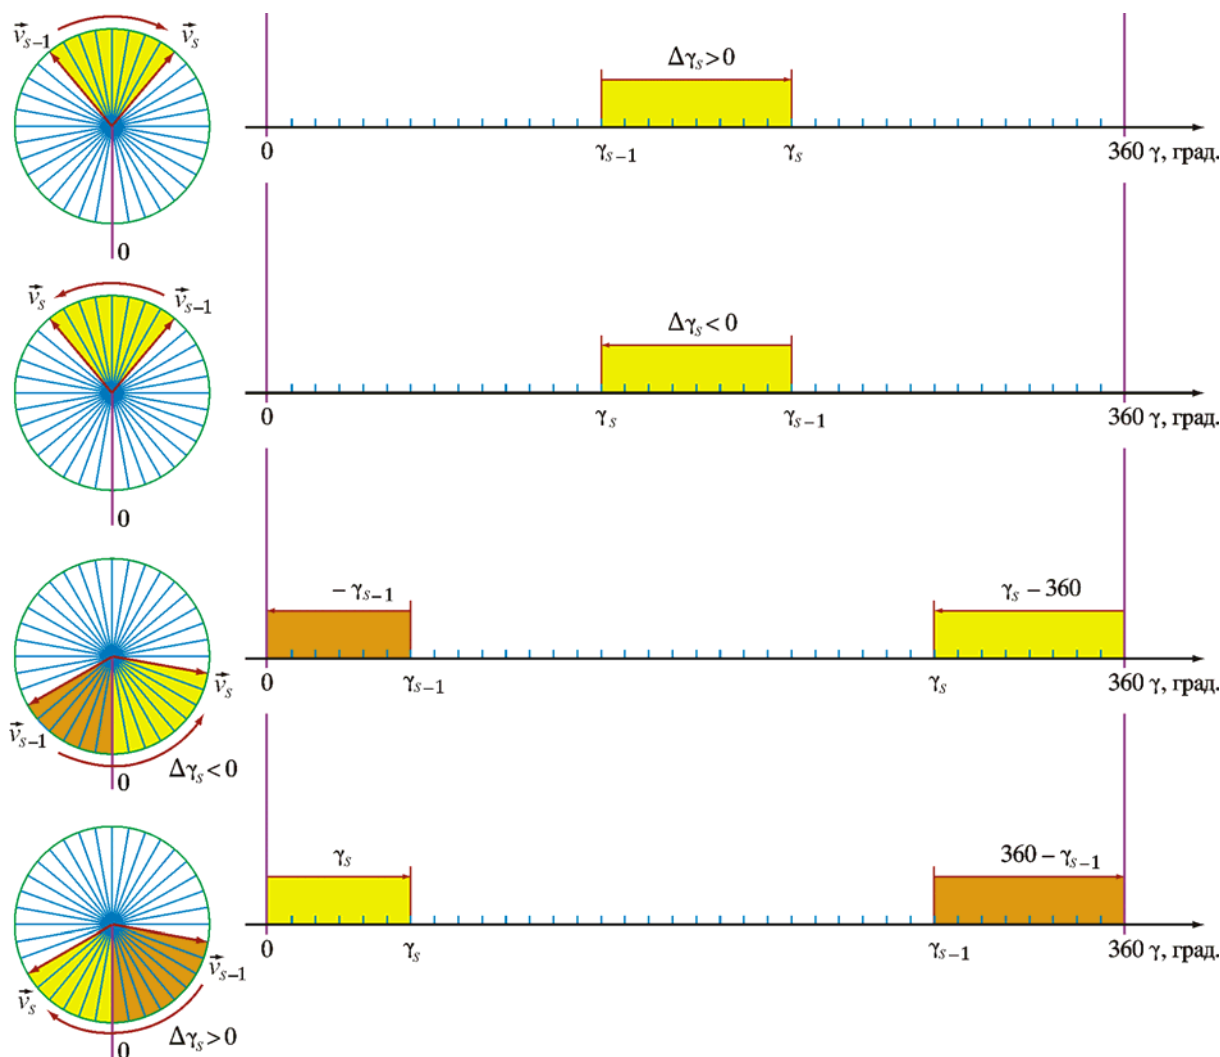 v⃗ₛ₋₁ v⃗ₛ Δγₛ > 0
0 γₛ₋₁ γₛ 360 γ, град.
0
v⃗ₛ v⃗ₛ₋₁ Δγₛ < 0
0 γₛ γₛ₋₁ 360 γ, град.
0
− γₛ₋₁ γₛ − 360
v⃗ₛ 0 γₛ₋₁ γₛ 360 γ, град.
v⃗ₛ₋₁
0 Δγₛ < 0
γₛ 360 − γₛ₋₁
0 γₛ γₛ₋₁ 360 γ, град.
v⃗ₛ v⃗ₛ₋₁
0 Δγₛ > 0